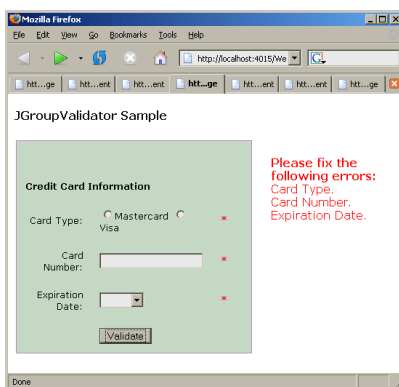 Mozilla Firefox
File Edit View Go Bookmarks Tools Help
http://localhost:4015/We
G
htt...ge htt...ent htt...ent htt...ge htt...ent htt...ent htt...ge
JGroupValidator Sample
Credit Card Information
Card Type: Mastercard
Visa *
Card
Number: *
Expiration
Date: *
Validate
Please fix the
following errors:
Card Type.
Card Number.
Expiration Date.
Done